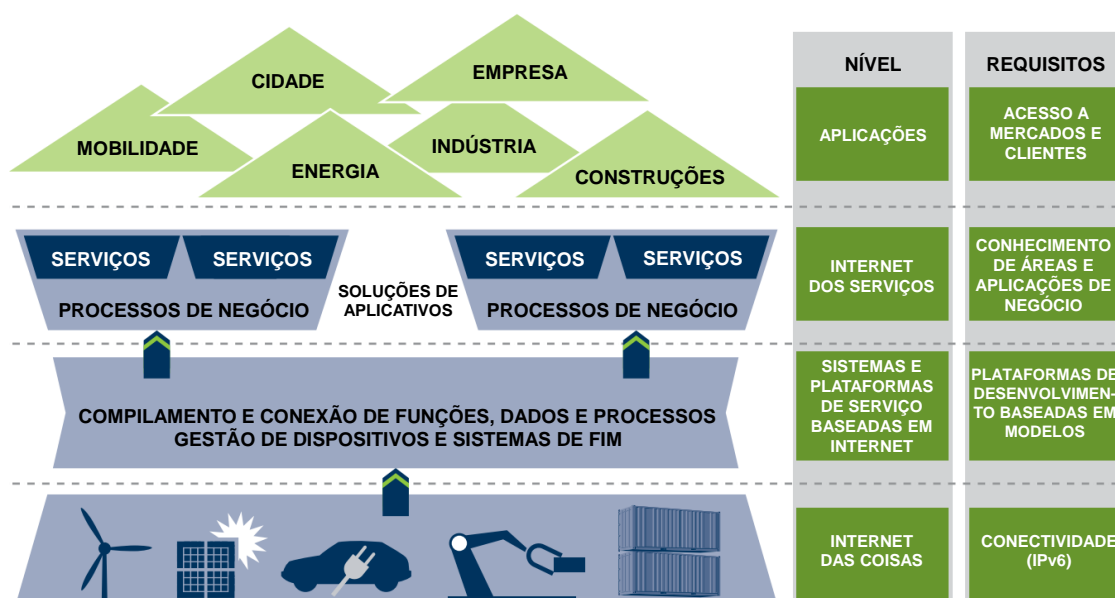 CIDADE
EMPRESA
MOBILIDADE
ENERGIA
INDÚSTRIA
CONSTRUÇÕES
NÍVEL
REQUISITOS
APLICAÇÕES
ACESSO A
MERCADOS E
CLIENTES
SERVIÇOS
SERVIÇOS
PROCESSOS DE NEGÓCIO
SOLUÇÕES DE
APLICATIVOS
SERVIÇOS
SERVIÇOS
PROCESSOS DE NEGÓCIO
INTERNET
DOS SERVIÇOS
CONHECIMENTO
DE ÁREAS E
APLICAÇÕES DE
NEGÓCIO
COMPILAMENTO E CONEXÃO DE FUNÇÕES, DADOS E PROCESSOS
GESTÃO DE DISPOSITIVOS E SISTEMAS DE FIM
SISTEMAS E
PLATAFORMAS
DE SERVIÇO
BASEADAS EM
INTERNET
PLATAFORMAS DE
DESENVOLVIMEN-
TO BASEADAS EM
MODELOS
INTERNET
DAS COISAS
CONECTIVIDADE
(IPv6)